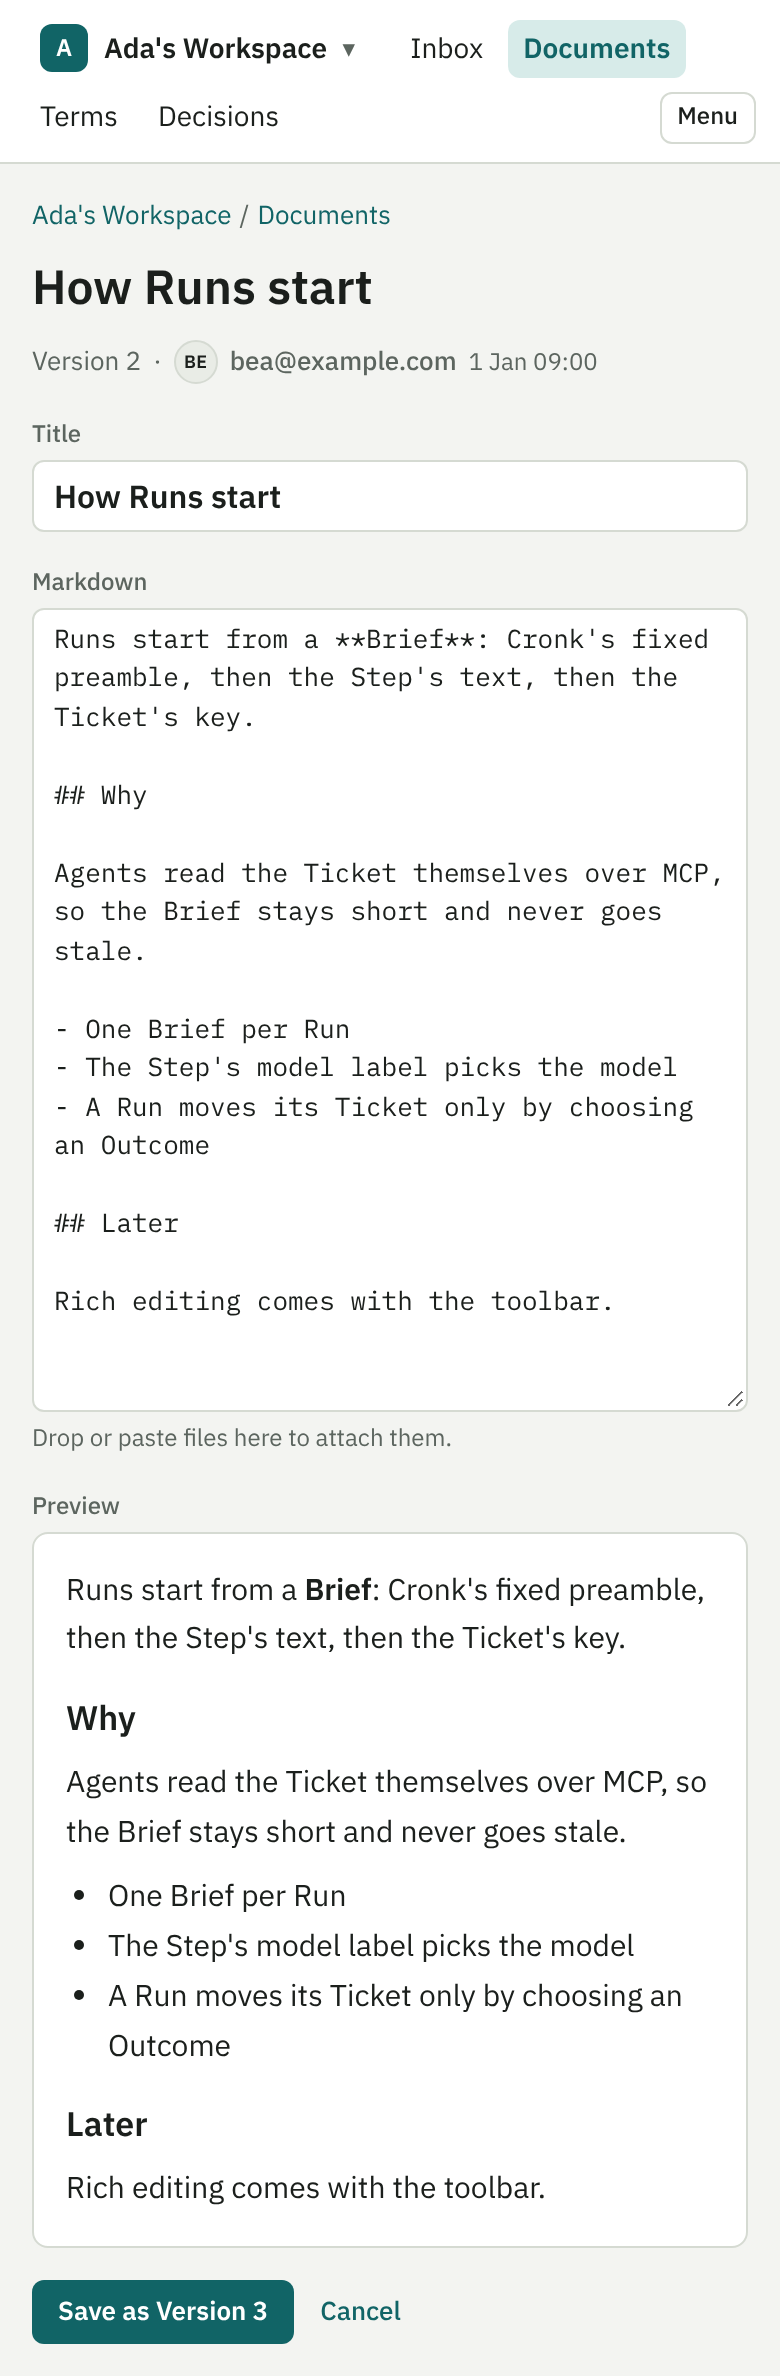 A Ada's Workspace ▼ Inbox Documents
Terms Decisions Menu
Ada's Workspace / Documents
How Runs start
Version 2 · BE bea@example.com 1 Jan 09:00
Title
How Runs start
Markdown
Runs start from a **Brief**: Cronk's fixed
preamble, then the Step's text, then the
Ticket's key.
## Why
Agents read the Ticket themselves over MCP,
so the Brief stays short and never goes
stale.
- One Brief per Run
- The Step's model label picks the model
- A Run moves its Ticket only by choosing
an Outcome
## Later
Rich editing comes with the toolbar.
Drop or paste files here to attach them.
Preview
Runs start from a Brief: Cronk's fixed preamble,
then the Step's text, then the Ticket's key.
Why
Agents read the Ticket themselves over MCP, so
the Brief stays short and never goes stale.
• One Brief per Run
• The Step's model label picks the model
• A Run moves its Ticket only by choosing an
Outcome
Later
Rich editing comes with the toolbar.
Save as Version 3 Cancel